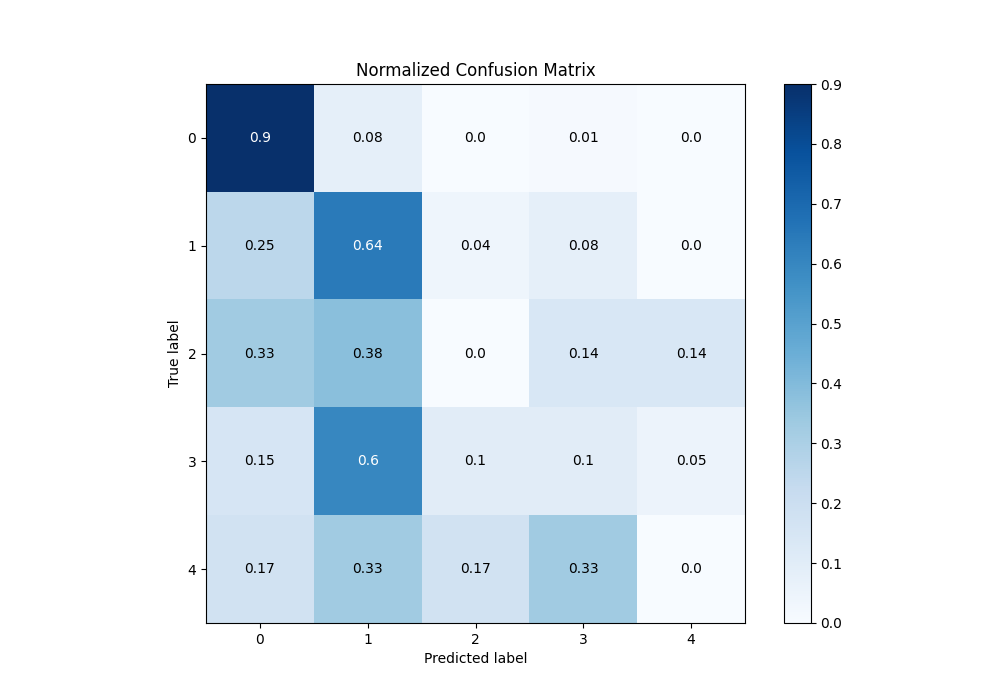 Normalized Confusion Matrix
0 0.9 0.08 0.0 0.01 0.0
1 0.25 0.64 0.04 0.08 0.0
2 0.33 0.38 0.0 0.14 0.14
3 0.15 0.6 0.1 0.1 0.05
4 0.17 0.33 0.17 0.33 0.0
0 1 2 3 4
Predicted label
True label
0.9
0.8
0.7
0.6
0.5
0.4
0.3
0.2
0.1
0.0